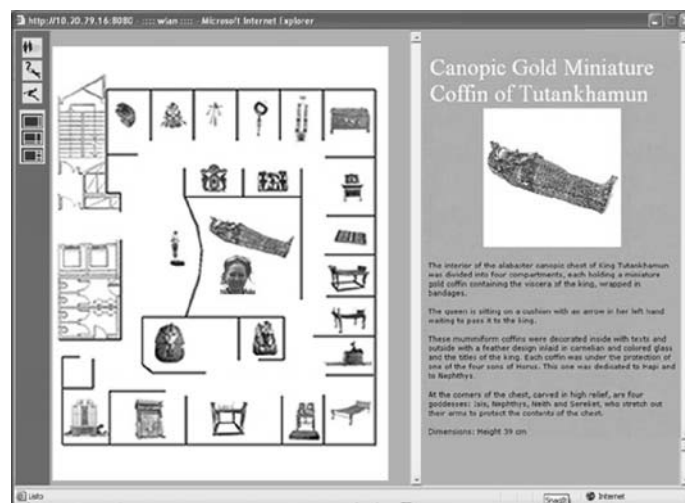 http://10.20.79.16:8080 - :::: wlan :::: - Microsoft Internet Explorer
Canopic Gold Miniature
Coffin of Tutankhamun
The interior of the alabaster canopic chest of King Tutankhamun
was divided into four compartments, each holding a miniature
gold coffin containing the viscera of the king, wrapped in
bandages.
The queen is sitting on a cushion with an arrow in her left hand
waiting to pass it to the king.
These mummiform coffins were decorated inside with texts and
outside with a feather design inlaid in carnelian and colored glass
and the titles of the king. Each coffin was under the protection of
one of the four sons of Horus. This one was dedicated to Hapi and
to Nephthys
At the corners of the chest, carved in high relief, are four
goddesses: Isis, Nephthys, Neith and Sereket, who stretch out
their arms to protect the contents of the chest.
Dimensions: Height 39 cm
Listo
Internet